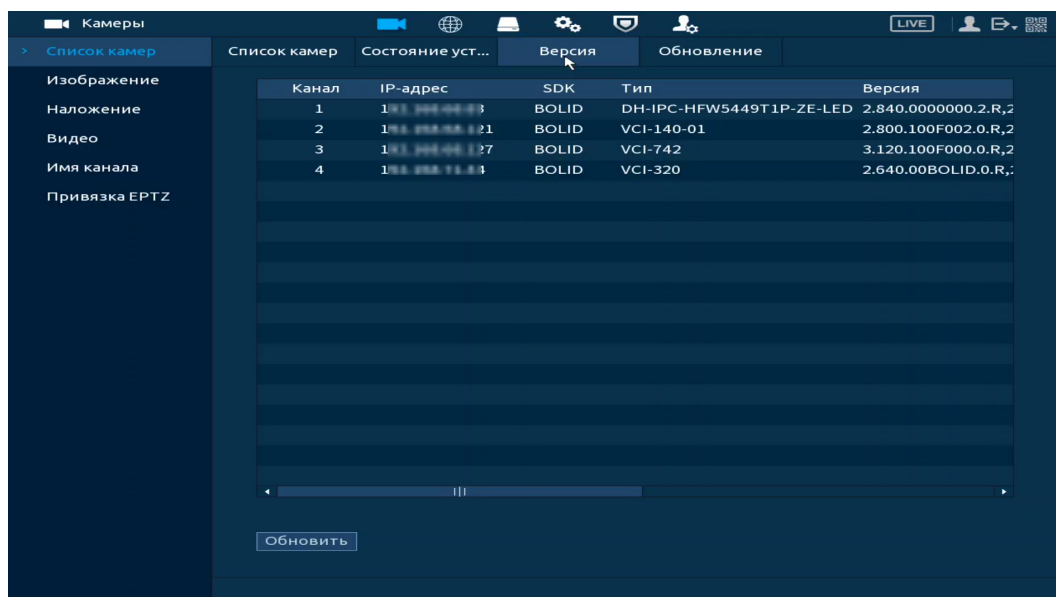 Камеры LIVE
> Список камер
Изображение
Наложение
Видео
Имя канала
Привязка EPTZ
Список камер Состояние уст... Версия Обновление
Канал IP-адрес SDK Тип Версия
1 BOLID DH-IPC-HFW5449T1P-ZE-LED 2.840.0000000.2.R,2
2 BOLID VCI-140-01 2.800.100F002.0.R,2
3 BOLID VCI-742 3.120.100F000.0.R,2
4 BOLID VCI-320 2.640.00BOLID.0.R,
Обновить